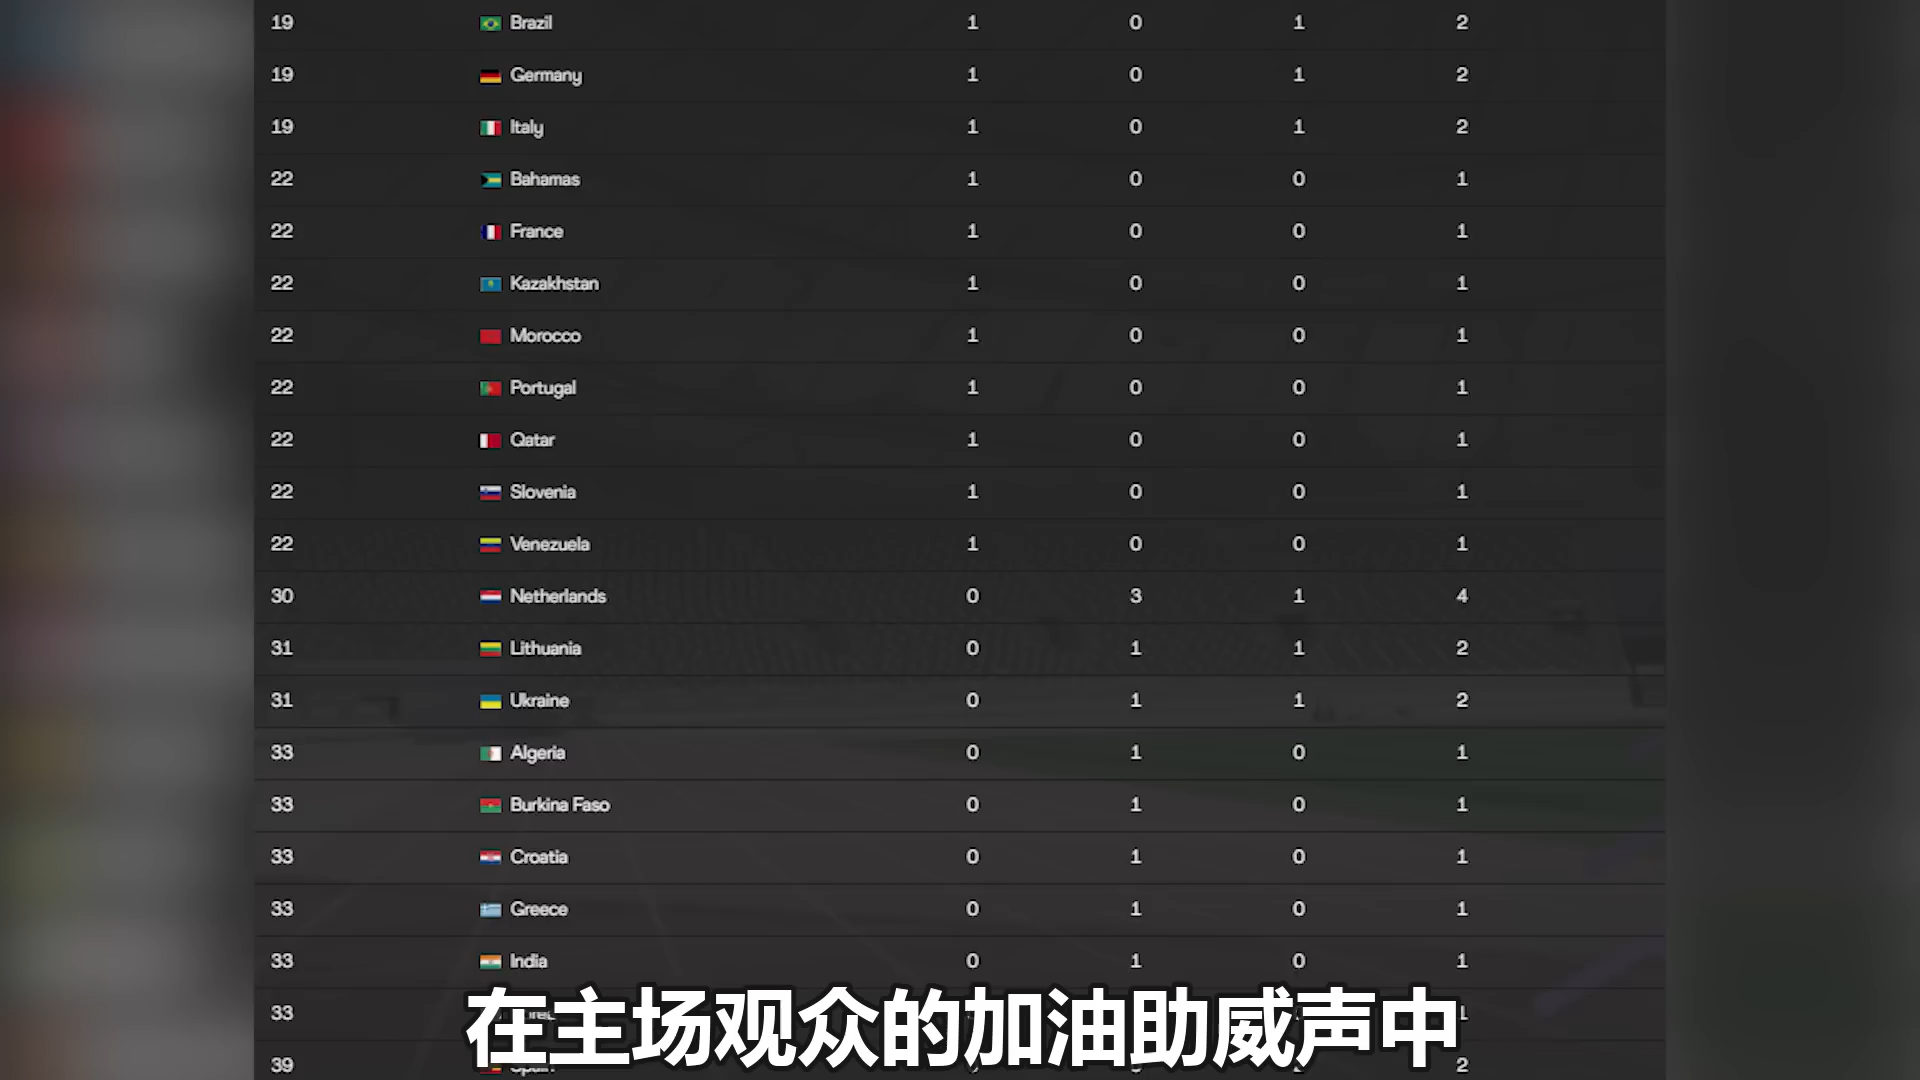 19 Brazil 1 0 1 2
19 Germany 1 0 1 2
19 Italy 1 0 1 2
22 Bahamas 1 0 0 1
22 France 1 0 0 1
22 Kazakhstan 1 0 0 1
22 Morocco 1 0 0 1
22 Portugal 1 0 0 1
22 Qatar 1 0 0 1
22 Slovenia 1 0 0 1
22 Venezuela 1 0 0 1
30 Netherlands 0 3 1 4
31 Lithuania 0 1 1 2
31 Ukraine 0 1 1 2
33 Algeria 0 1 0 1
33 Burkina Faso 0 1 0 1
33 Croatia 0 1 0 1
33 Greece 0 1 0 1
33 India 0 1 0 1
33 1
39 Spain 2
在主场观众的加油助威声中